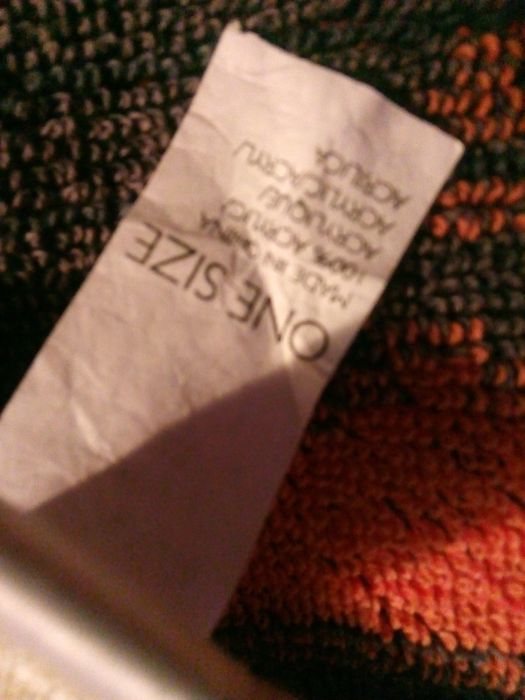 ONE SIZE
MADE IN CHINA
100% ACRYLIC/
ACRYLIQUE/
ACRYLIC/ACRYL/
ACRILICA